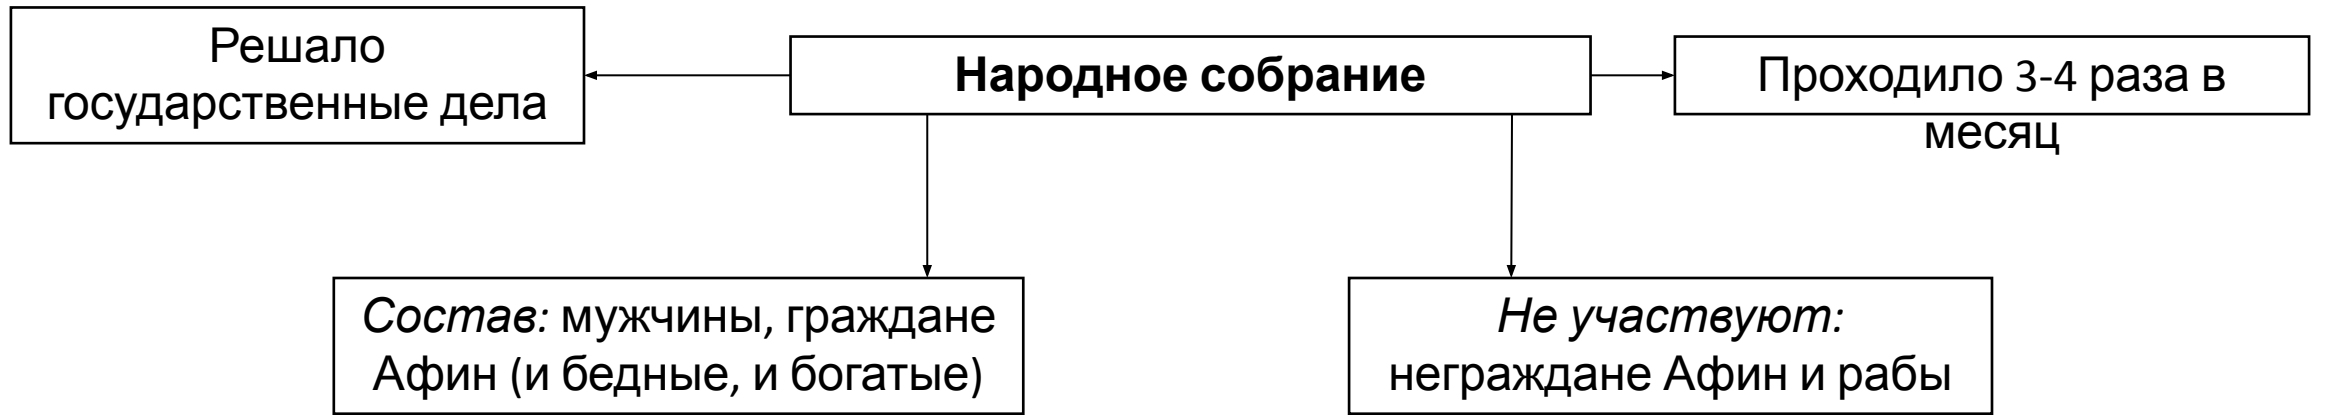 Решало
государственные дела
Народное собрание
Проходило 3-4 раза в
месяц
Состав: мужчины, граждане
Афин (и бедные, и богатые)
Не участвуют:
неграждане Афин и рабы